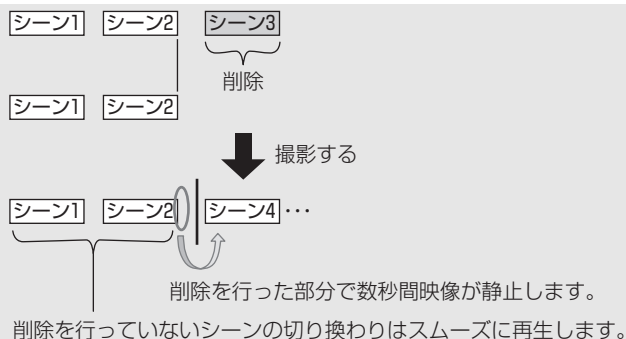 シーン1 シーン2 シーン3
削除
シーン1 シーン2
撮影する
シーン1 シーン2 シーン4 ･･･
削除を行った部分で数秒間映像が静止します。
削除を行っていないシーンの切り換わりはスムーズに再生します。